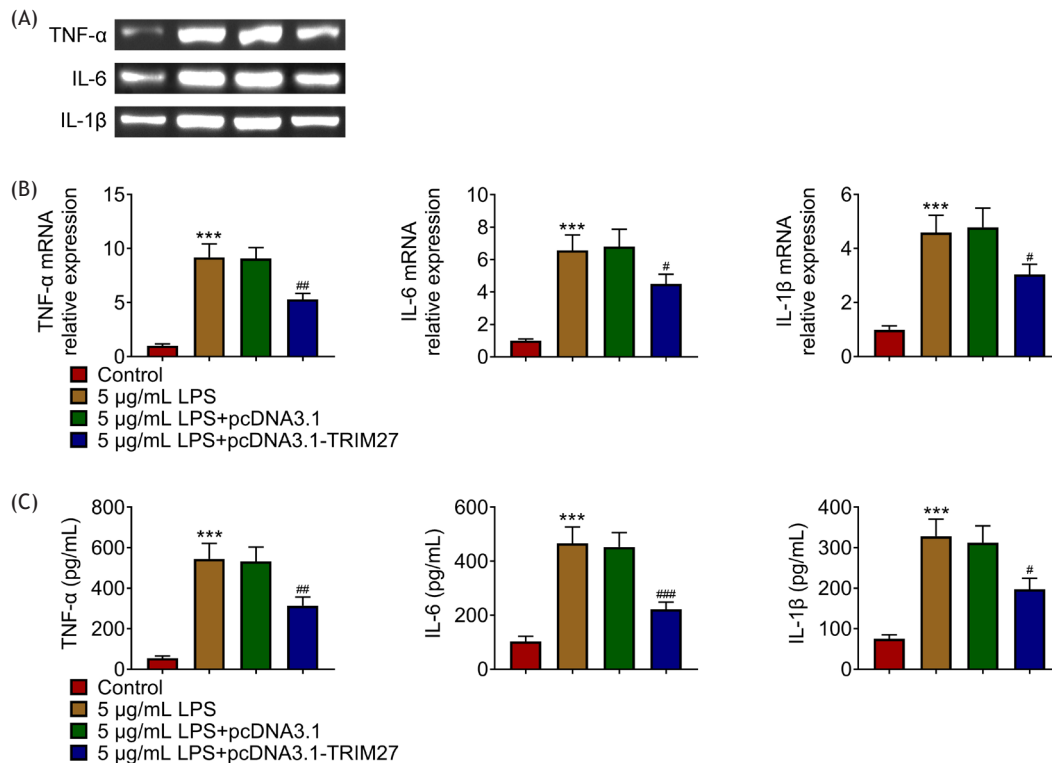 (A)
TNF-α
IL-6
IL-1β
(B)
TNF-α mRNA
relative expression
15
10
5
0
***
##
IL-6 mRNA
relative expression
10
8
6
4
2
0
***
#
IL-1β mRNA
relative expression
6
4
2
0
***
#
Control
5 µg/mL LPS
5 µg/mL LPS+pcDNA3.1
5 µg/mL LPS+pcDNA3.1-TRIM27
(C)
TNF-α (pg/mL)
800
600
400
200
0
***
##
IL-6 (pg/mL)
600
400
200
0
***
###
IL-1β (pg/mL)
400
300
200
100
0
***
#
Control
5 µg/mL LPS
5 µg/mL LPS+pcDNA3.1
5 µg/mL LPS+pcDNA3.1-TRIM27